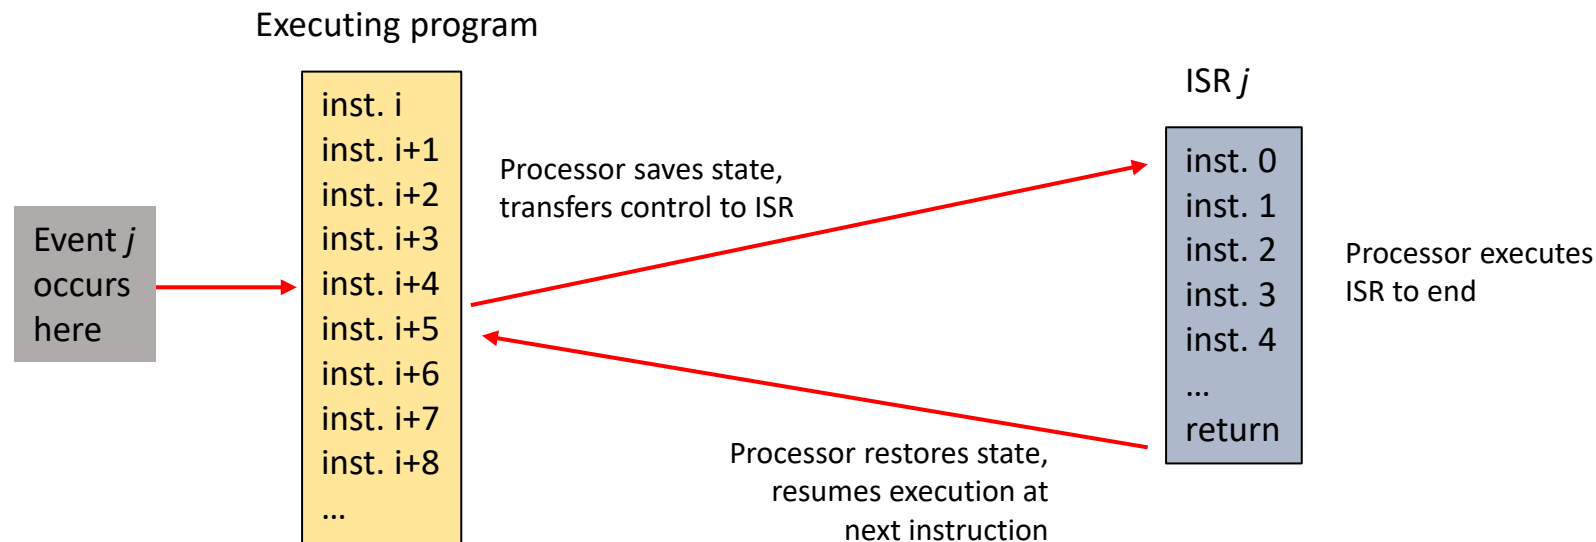 Executing program
Event j
occurs
here
inst. i
inst. i+1
inst. i+2
inst. i+3
inst. i+4
inst. i+5
inst. i+6
inst. i+7
inst. i+8
...
Processor saves state,
transfers control to ISR
Processor restores state,
resumes execution at
next instruction
ISR j
inst. 0
inst. 1
inst. 2
inst. 3
inst. 4
...
return
Processor executes
ISR to end